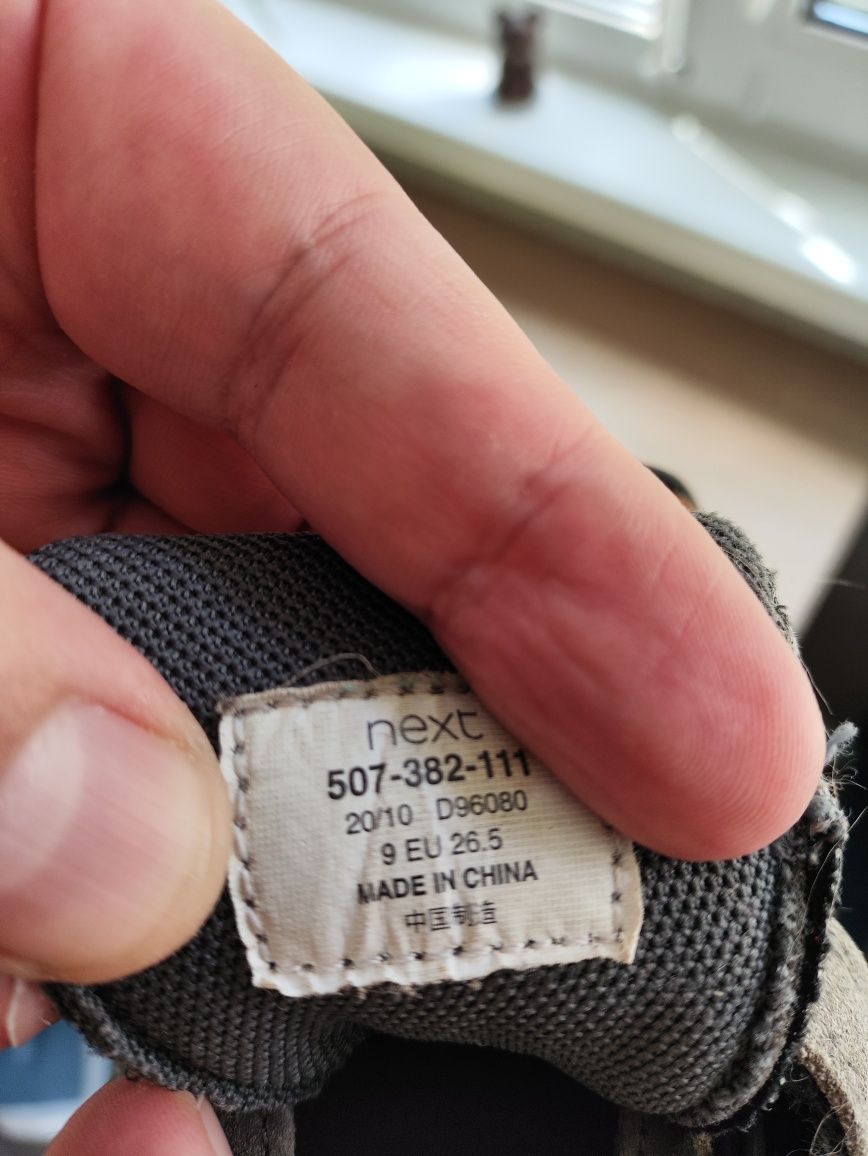 next
507-382-111
20/10 D96080
9 EU 26.5
MADE IN CHINA
中国制造